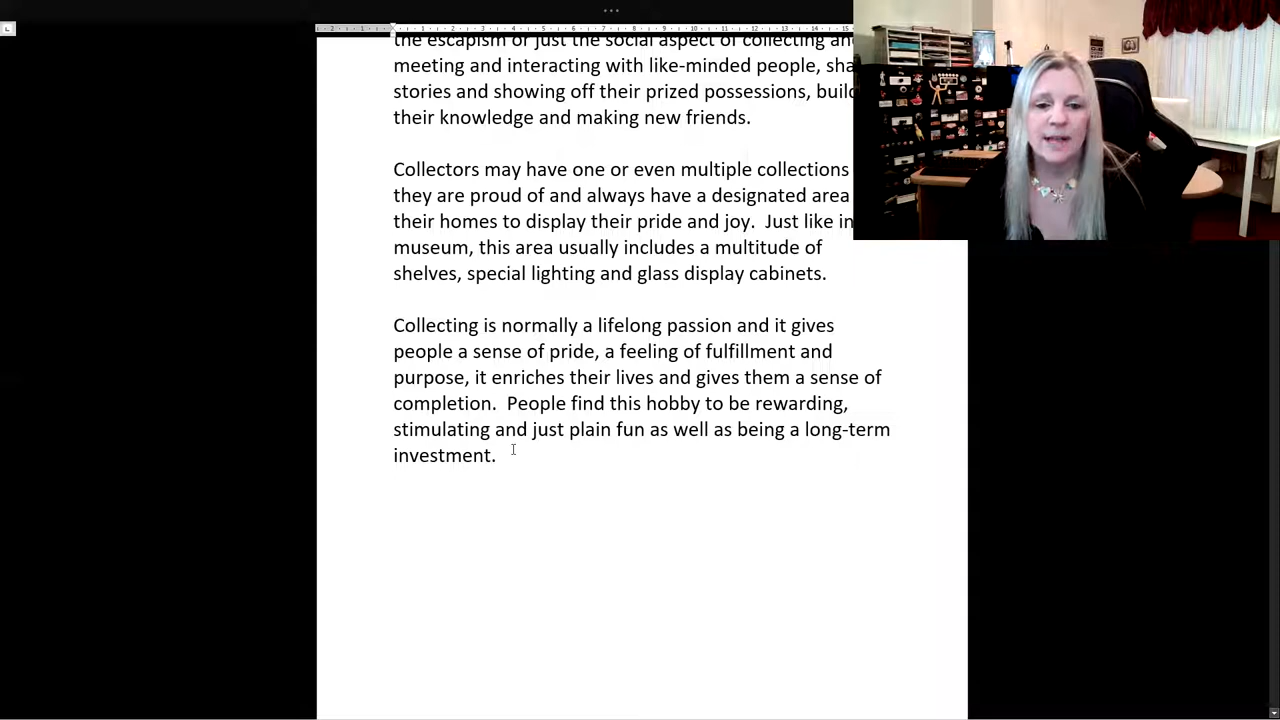 the escapism or just the social aspect of collecting
meeting and interacting with like-minded people,
stories and showing off their prized possessions,
their knowledge and making new friends.
Collectors may have one or even multiple collections
they are proud of and always have a designated area
their homes to display their pride and joy.  Just like in
museum, this area usually includes a multitude of
shelves, special lighting and glass display cabinets.
Collecting is normally a lifelong passion and it gives
people a sense of pride, a feeling of fulfillment and
purpose, it enriches their lives and gives them a sense of
completion.  People find this hobby to be rewarding,
stimulating and just plain fun as well as being a long-term
investment.